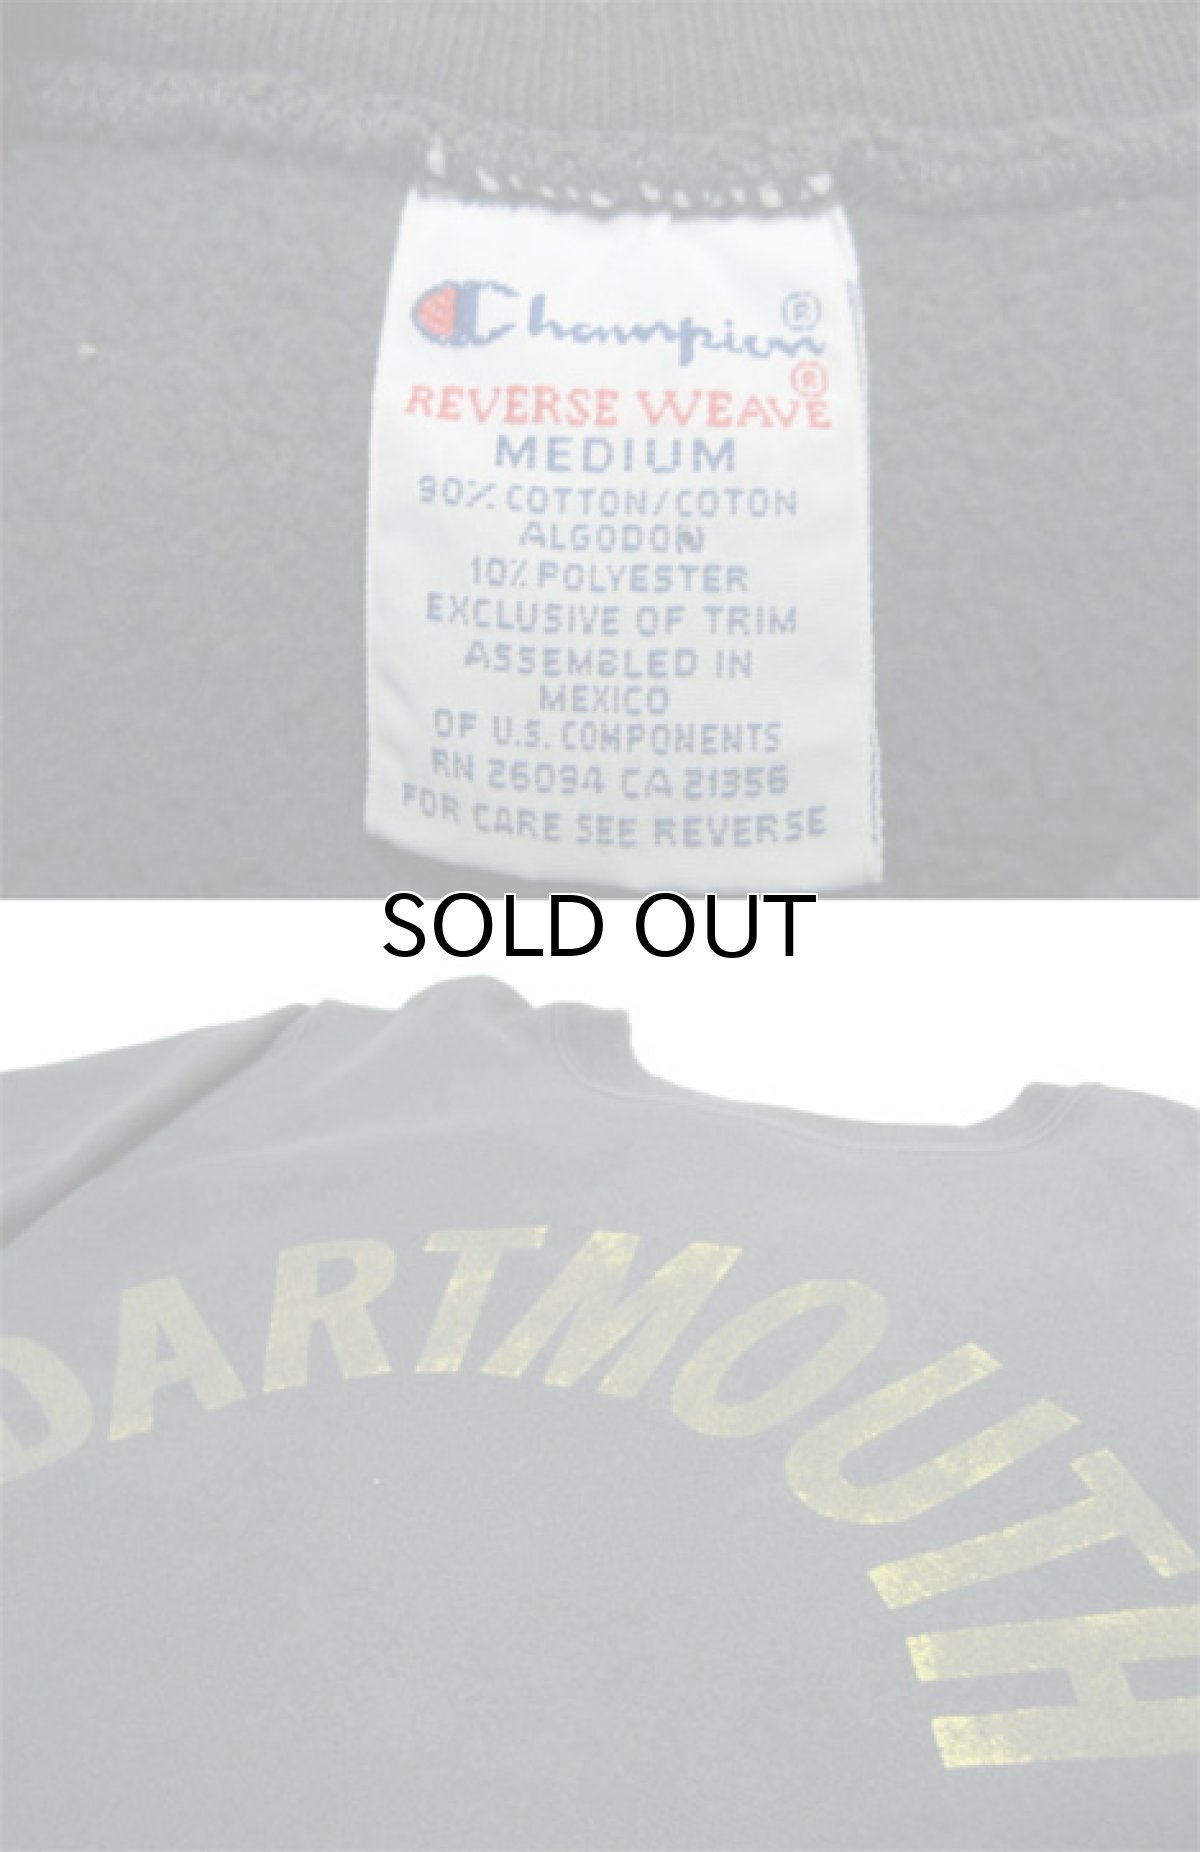 Champion®
REVERSE WEAVE®
MEDIUM
90% COTTON/COTON
ALGODON
10% POLYESTER
EXCLUSIVE OF TRIM
ASSEMBLED IN
MEXICO
OF U.S. COMPONENTS
RN 26094 CA 21356
FOR CARE SEE REVERSE
SOLD OUT
DARTMOUTH